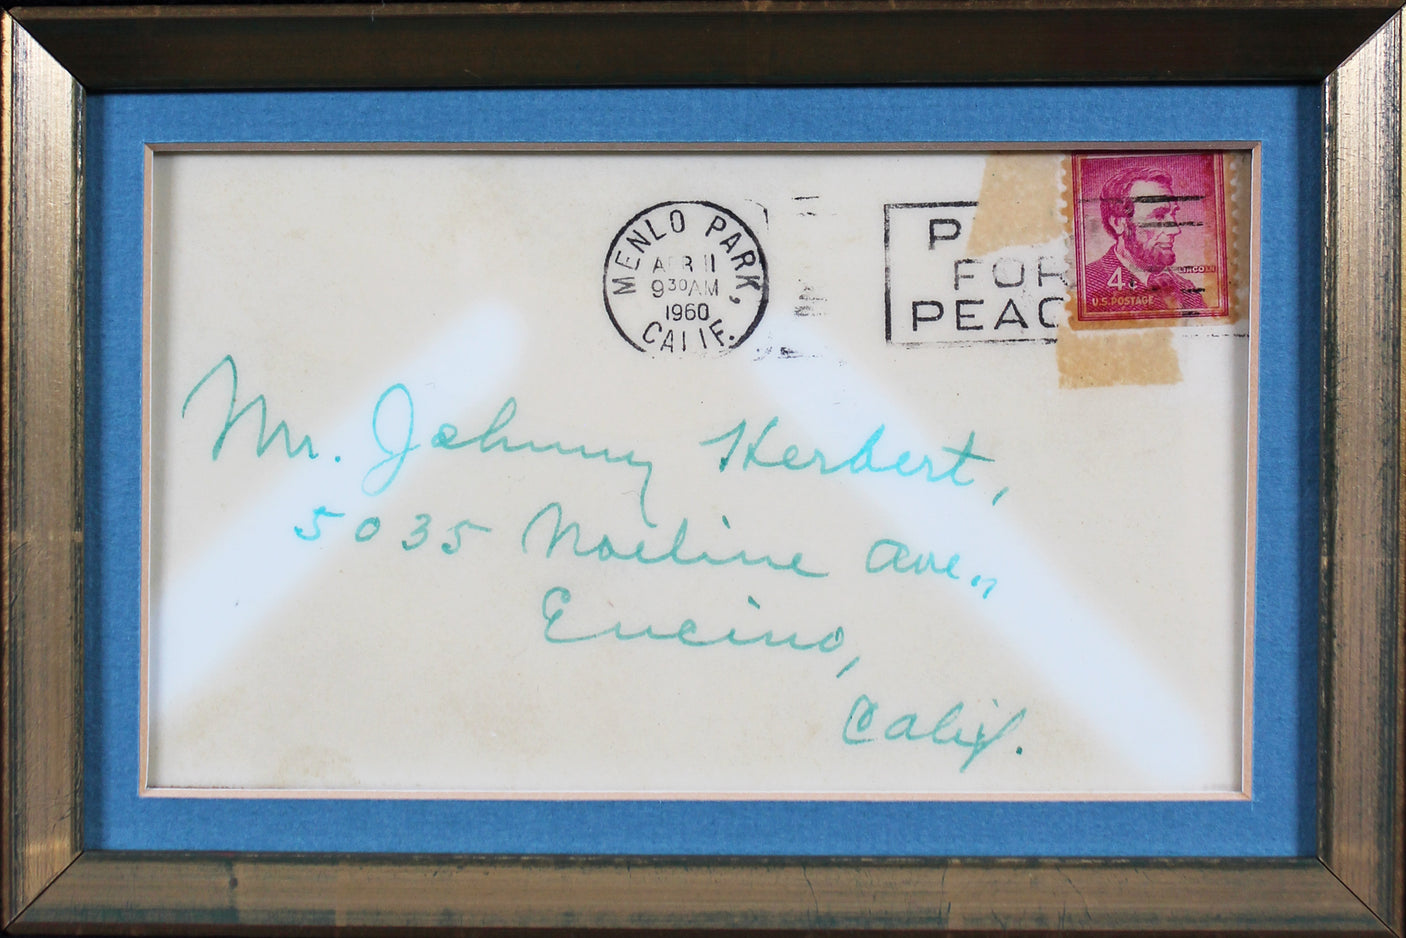 MENLO PARK, CALIF.
APR 11
9 30 AM
1960
P
FOR
PEAC
4¢
LINCOLN
U.S. POSTAGE
Mr. Johnny Herbert,
5035 Noeline Ave.,
Encino,
Calif.